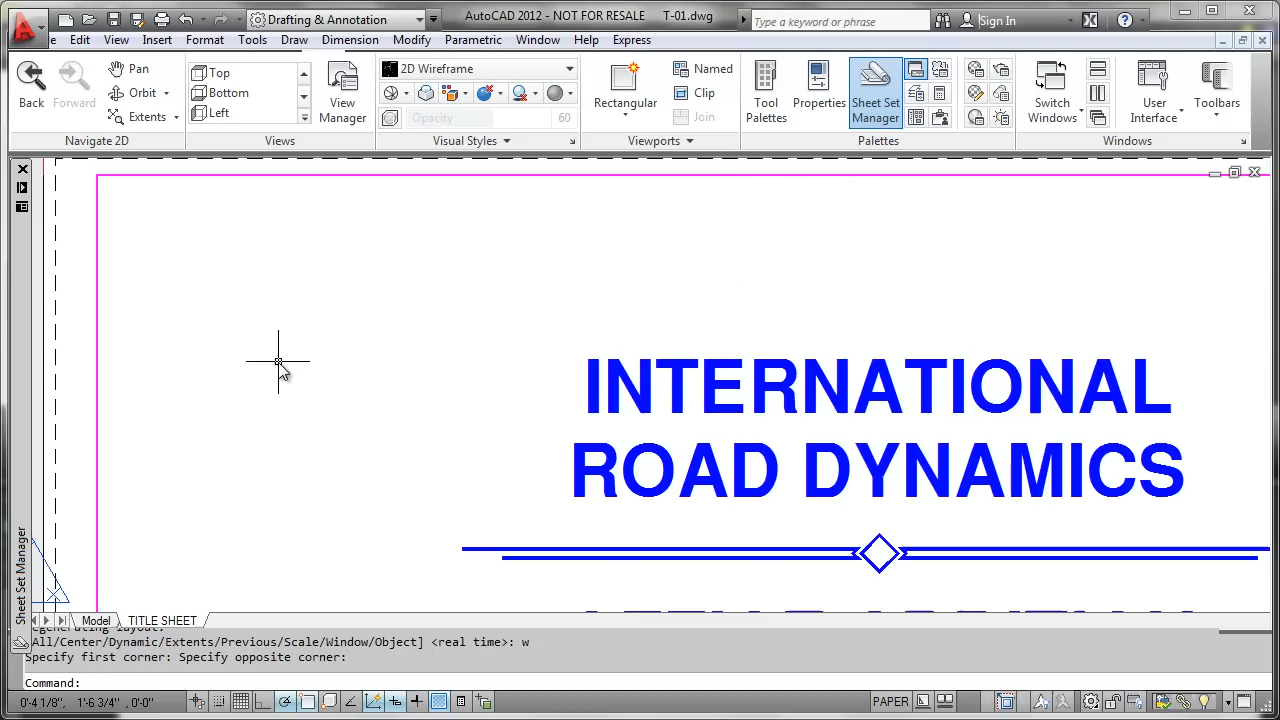 Drafting & Annotation
AutoCAD 2012 - NOT FOR RESALE T-01.dwg
Type a keyword or phrase
Sign In
Edit View Insert Format Tools Draw Dimension Modify Parametric Window Help Express
Back
Forward
Pan
Orbit
Extents
Navigate 2D
Top
Bottom
Left
View Manager
Views
2D Wireframe
Opacity 60
Visual Styles
Rectangular
Named
Clip
Join
Viewports
Tool Palettes
Properties
Sheet Set Manager
Palettes
Switch Windows
User Interface
Toolbars
Windows
INTERNATIONAL
ROAD DYNAMICS
Sheet Set Manager
Model TITLE SHEET
Regenerating layout.
All/Center/Dynamic/Extents/Previous/Scale/Window/Object] <real time>: w
Specify first corner: Specify opposite corner:
Command:
0'-4 1/8", 1'-6 3/4", 0'-0"
PAPER